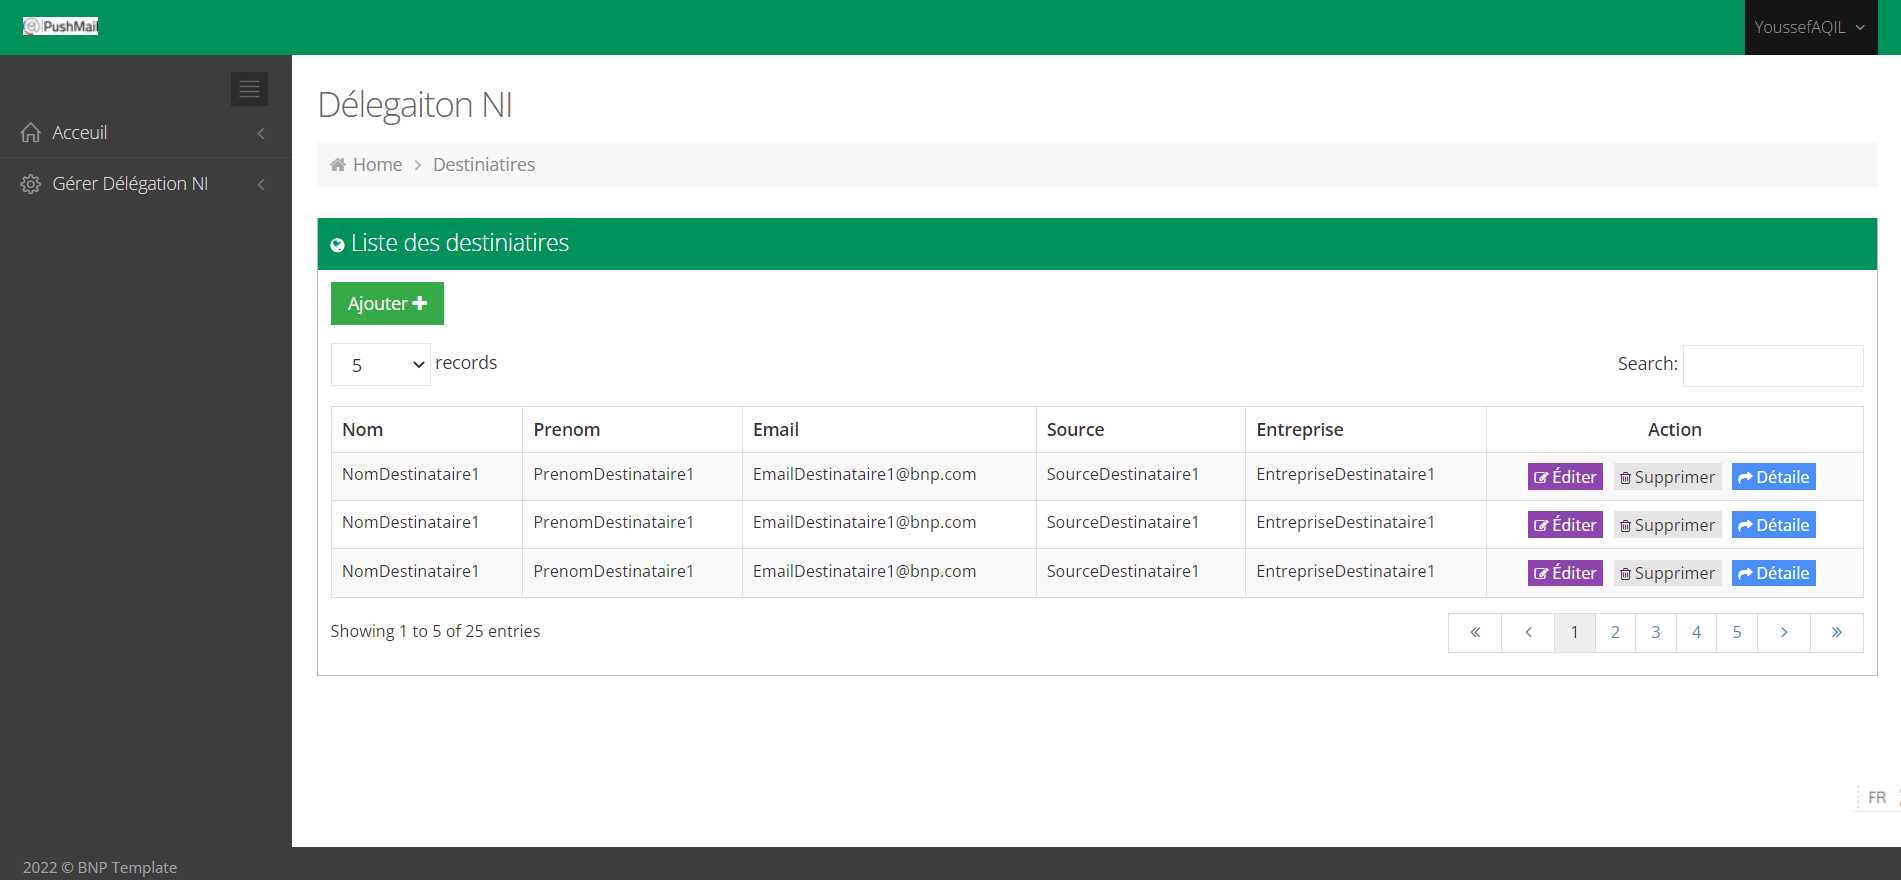 @PushMail
YoussefAQIL
Acceuil
Gérer Délégation NI
Délegaiton NI
Home Destiniatires
Liste des destiniatires
Ajouter
5 records
Search:
Nom Prenom Email Source Entreprise Action
NomDestinataire1 PrenomDestinataire1 EmailDestinataire1@bnp.com SourceDestinataire1 EntrepriseDestinataire1 Éditer Supprimer Détaile
NomDestinataire1 PrenomDestinataire1 EmailDestinataire1@bnp.com SourceDestinataire1 EntrepriseDestinataire1 Éditer Supprimer Détaile
NomDestinataire1 PrenomDestinataire1 EmailDestinataire1@bnp.com SourceDestinataire1 EntrepriseDestinataire1 Éditer Supprimer Détaile
Showing 1 to 5 of 25 entries
« ‹ 1 2 3 4 5 › »
FR
2022 © BNP Template